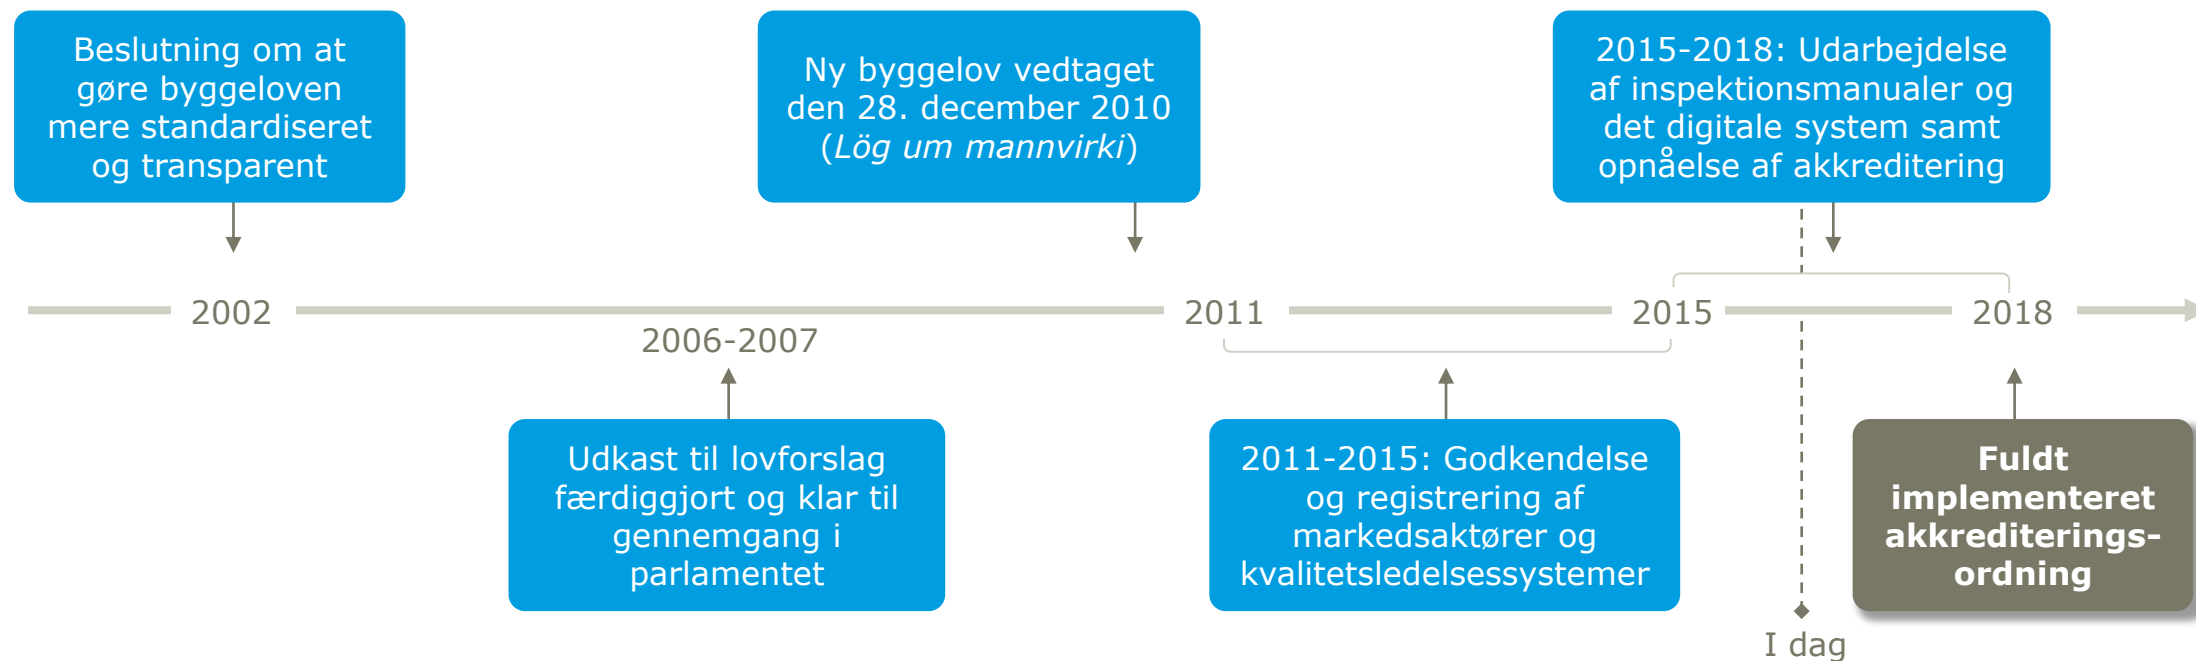 Beslutning om at
gøre byggeloven
mere standardiseret
og transparent
Ny byggelov vedtaget
den 28. december 2010
(Lög um mannvirki)
2015-2018: Udarbejdelse
af inspektionsmanualer og
det digitale system samt
opnåelse af akkreditering
2002
2006-2007
2011
2015
2018
Udkast til lovforslag
færdiggjort og klar til
gennemgang i
parlamentet
2011-2015: Godkendelse
og registrering af
markedsaktører og
kvalitetsledelsessystemer
Fuldt
implementeret
akkrediterings-
ordning
I dag